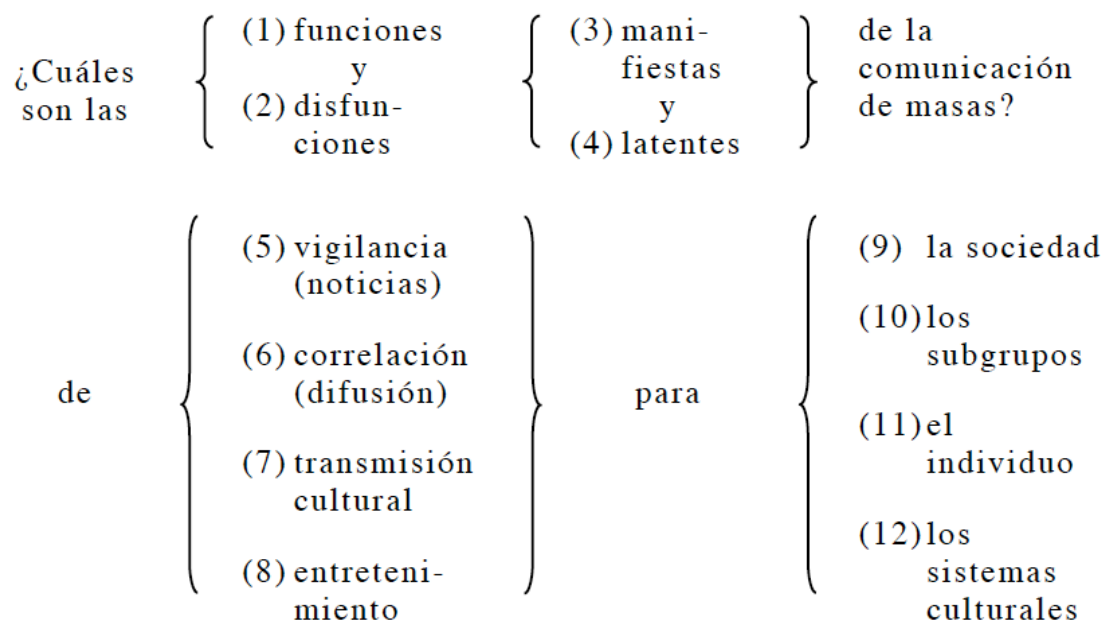 ¿Cuáles
son las
(1) funciones
y
(2) disfun-
ciones
(3) mani-
fiestas
y
(4) latentes
de la
comunicación
de masas?
de
(5) vigilancia
(noticias)
(6) correlación
(difusión)
(7) transmisión
cultural
(8) entreteni-
miento
para
(9) la sociedad
(10) los
subgrupos
(11) el
individuo
(12) los
sistemas
culturales